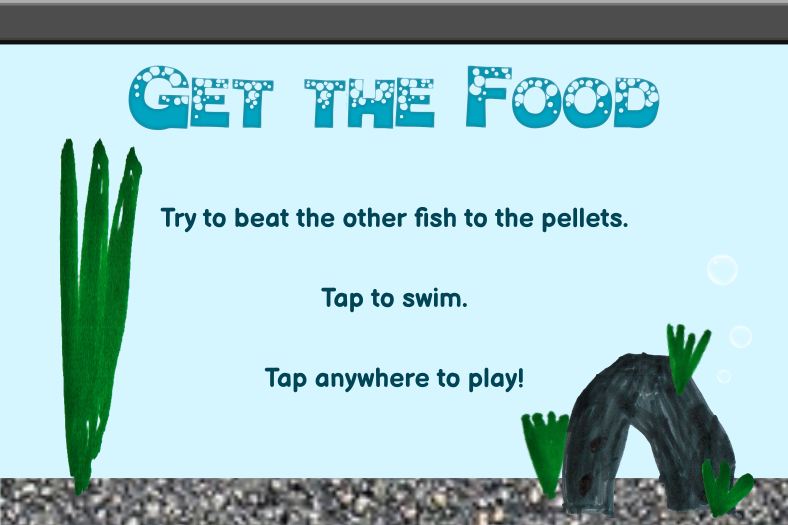 Get the Food
Try to beat the other fish to the pellets.
Tap to swim.
Tap anywhere to play!